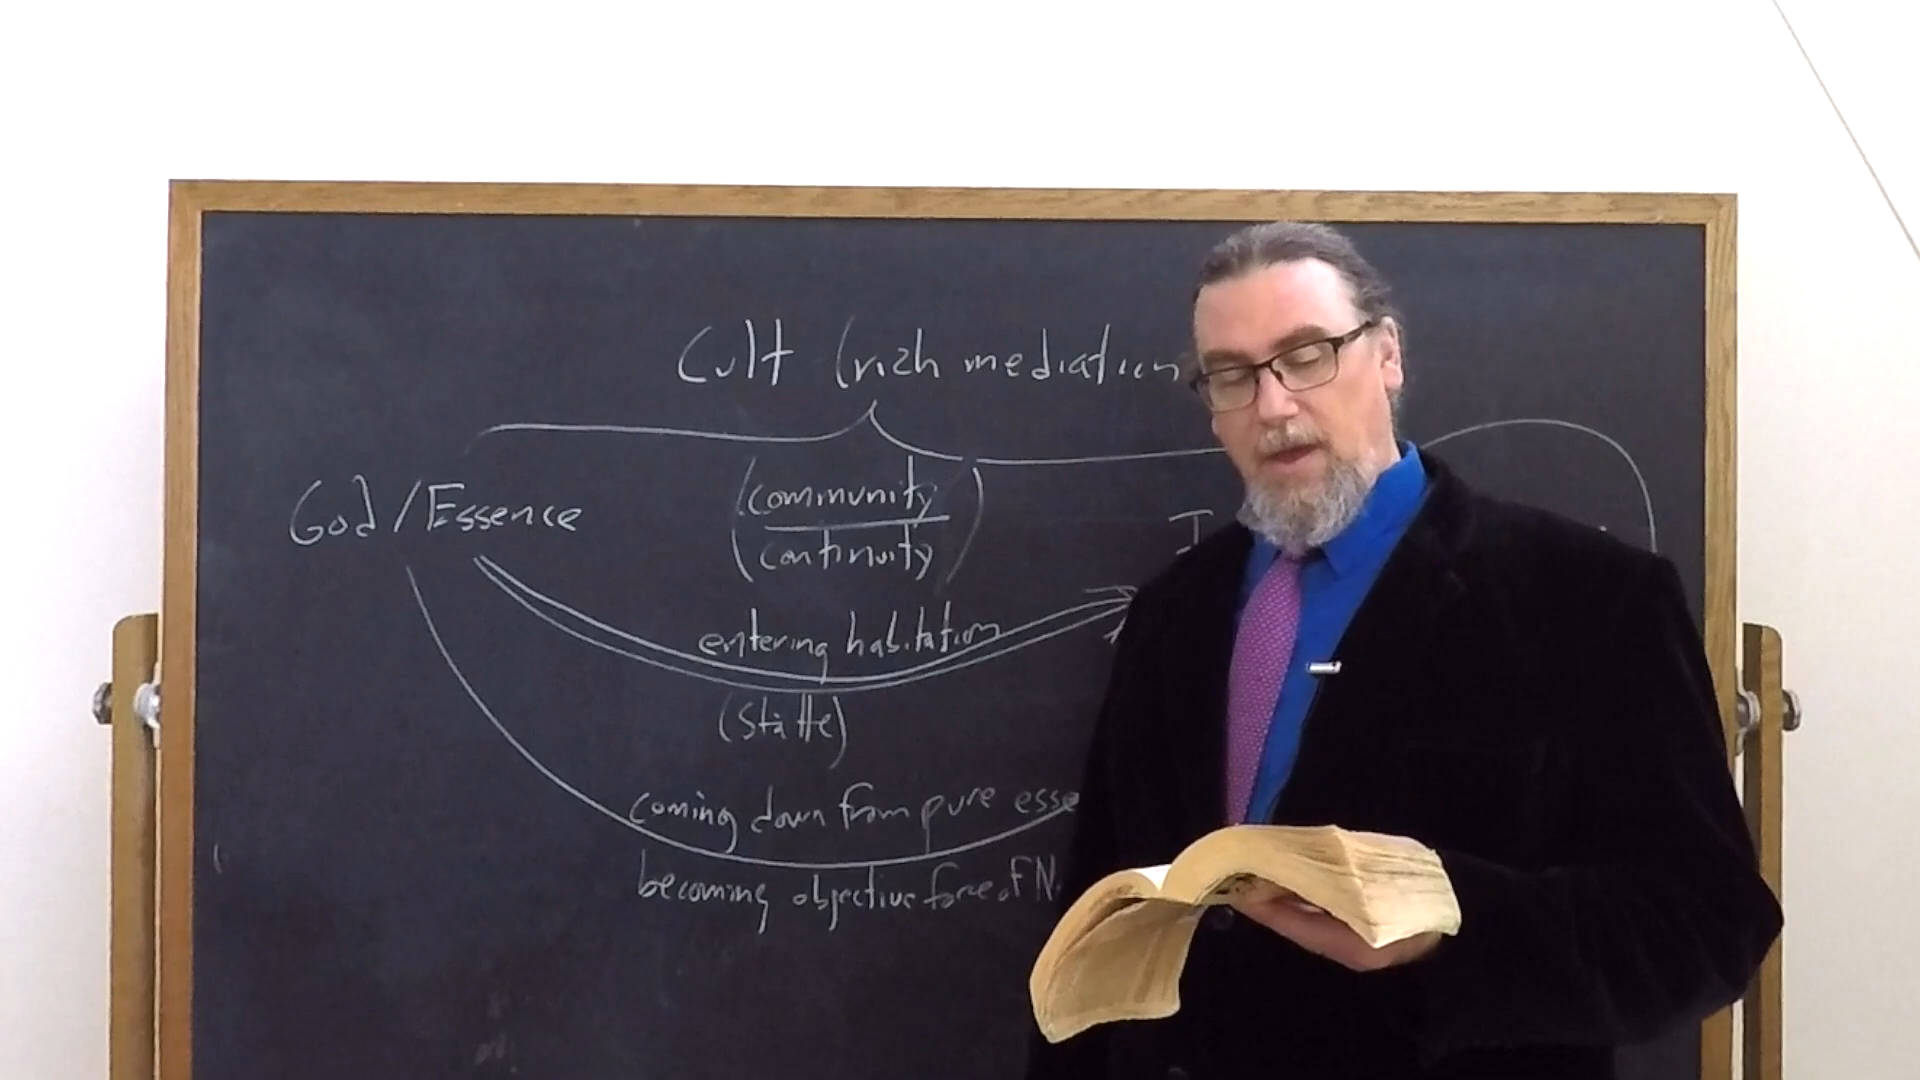 Cult (rich mediation
God/Essence
(community
continuity)
I
entering habitation
(Stätte)
coming down from pure esse
becoming objective force of N